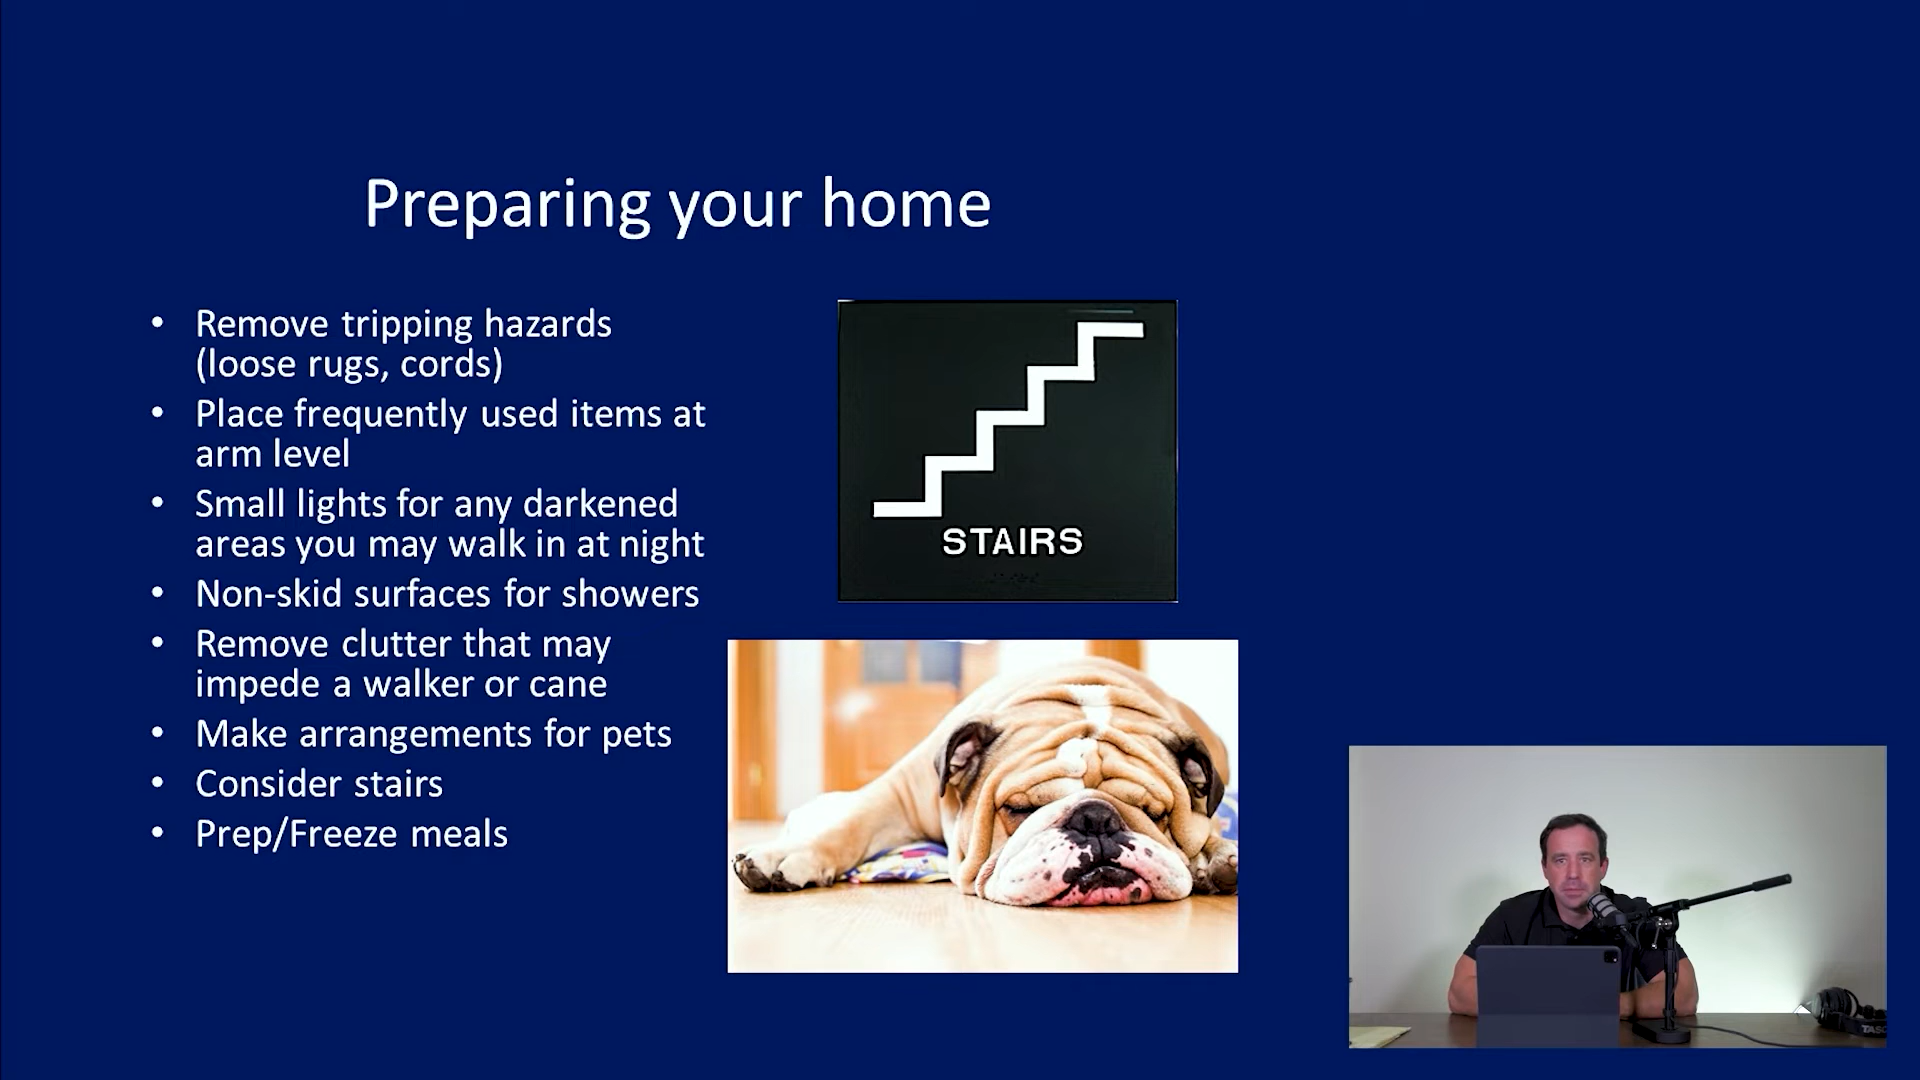 Preparing your home
• Remove tripping hazards
(loose rugs, cords)
• Place frequently used items at
arm level
• Small lights for any darkened
areas you may walk in at night
• Non-skid surfaces for showers
• Remove clutter that may
impede a walker or cane
• Make arrangements for pets
• Consider stairs
• Prep/Freeze meals
STAIRS